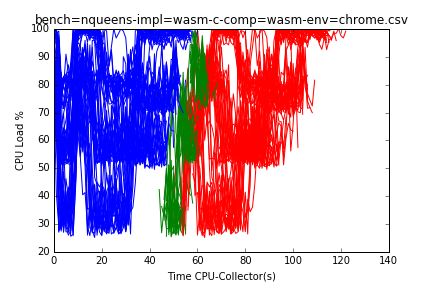 bench=nqueens-impl=wasm-c-comp=wasm-env=chrome.csv
100
90
80
70
60
50
40
30
20
CPU Load %
0 20 40 60 80 100 120 140
Time CPU-Collector(s)